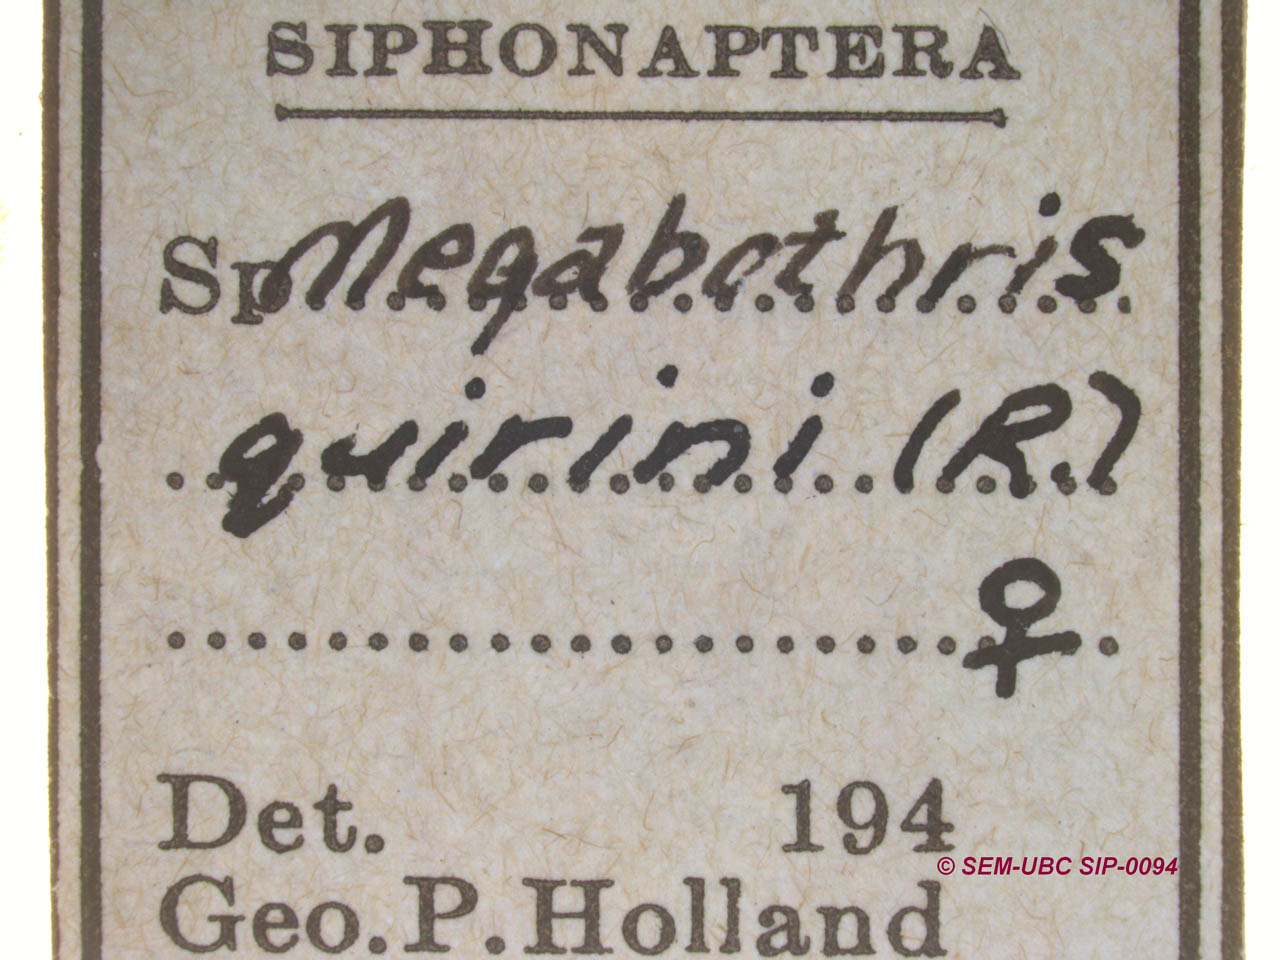 SIPHONAPTERA
Sp Megabothris
quirini (R.)
♀
Det. 194
© SEM-UBC SIP-0094
Geo. P. Holland